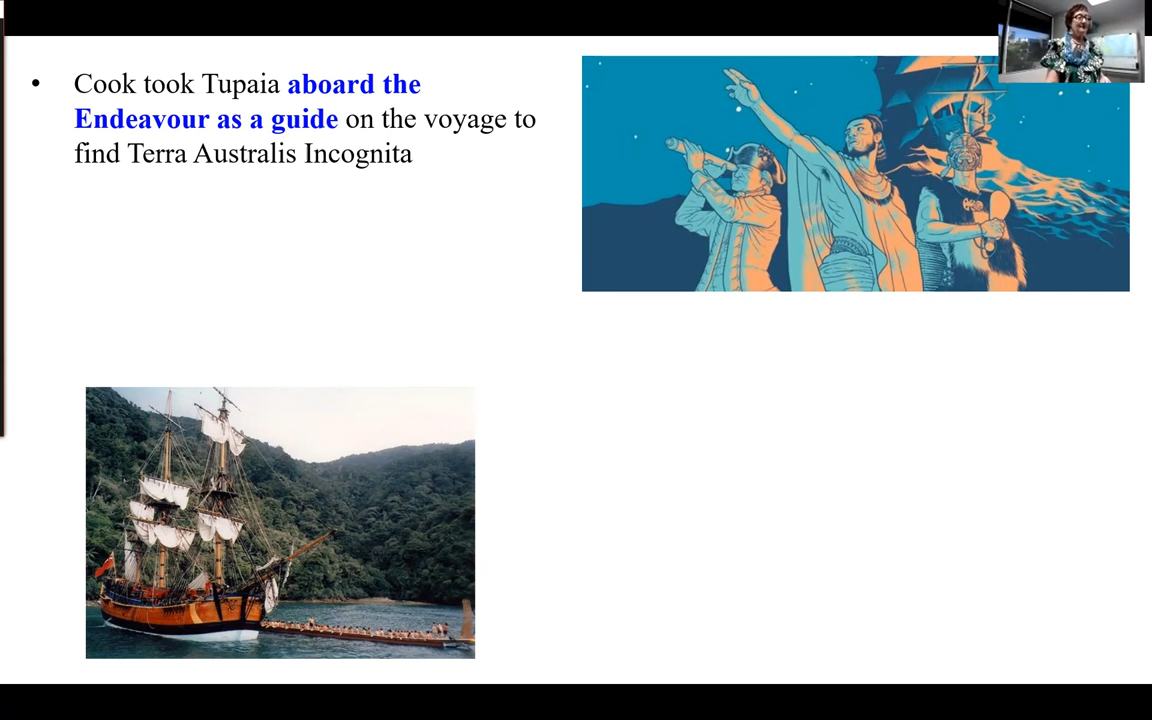 • Cook took Tupaia aboard the
Endeavour as a guide on the voyage to
find Terra Australis Incognita